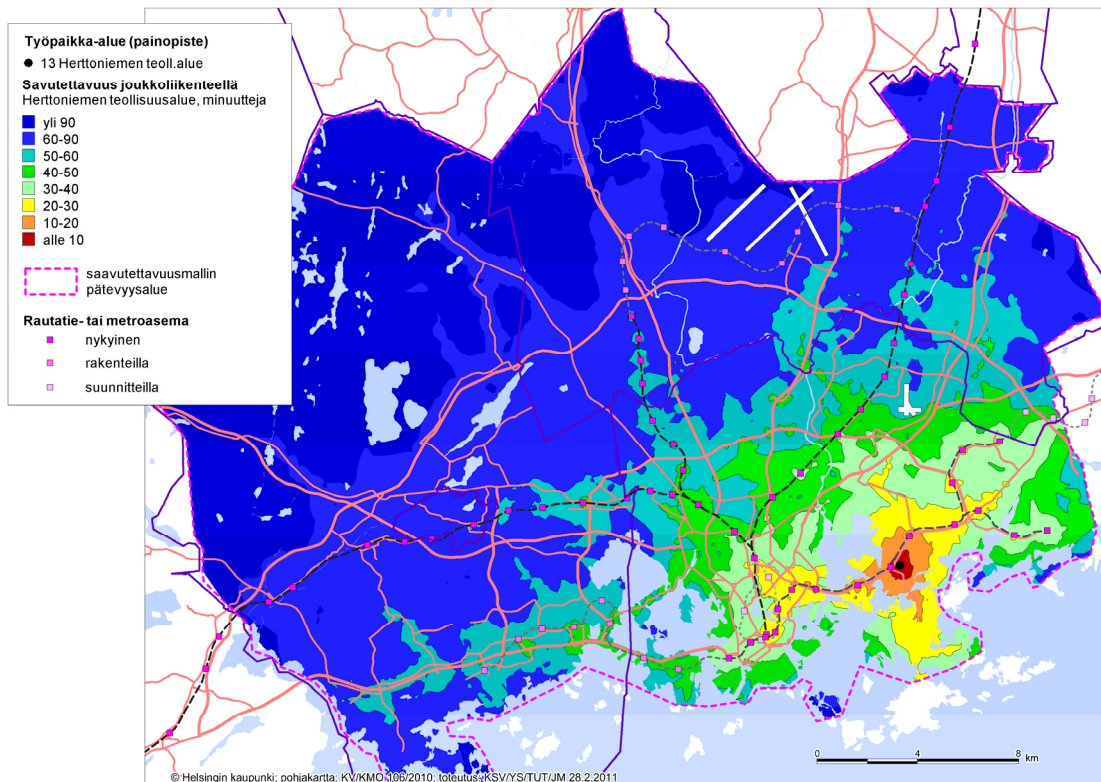 Työpaikka-alue (painopiste)
13 Herttoniemen teoll.alue
Savutettavuus joukkoliikenteellä
Herttoniemen teollisuusalue, minuutteja
yli 90
60-90
50-60
40-50
30-40
20-30
10-20
alle 10
saavutettavuusmallin
pätevyysalue
Rautatie- tai metroasema
nykyinen
rakenteilla
suunnitteilla
0 4 8
km
© Helsingin kaupunki; pohjakartta: KV/KMO 106/2010; toteutus: KSV/YS/TUT/JM 28.2.2011